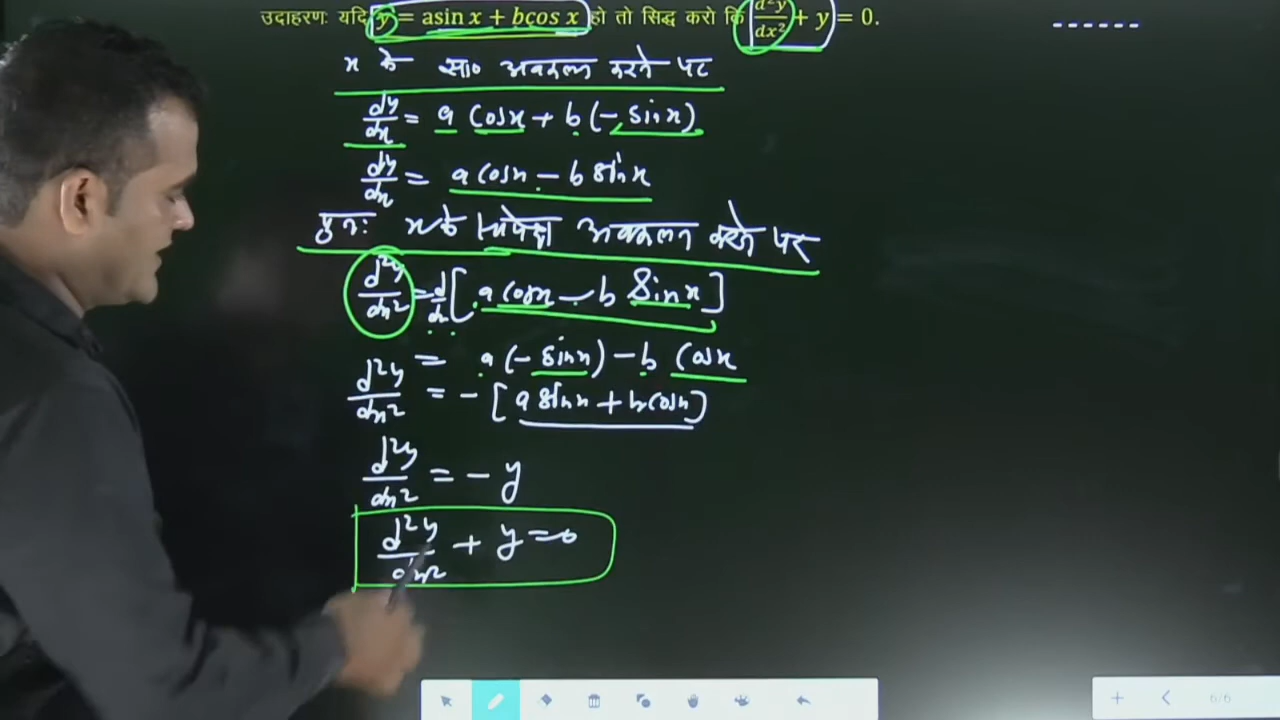 उदाहरण: यदि y = asin x + bcos x हो तो सिद्ध करो कि d²y/dx² + y = 0.
x के सा० अवकलन करने पर
dy/dx = a cosx + b (- sinx)
dy/dx = a cosx - b sinx
पुनः x के सापेक्ष अवकलन करने पर
d²y/dx² = d/dx [a cosx - b sinx]
= a (- sinx) - b cosx
d²y/dx² = - [a sinx + b cosx]
d²y/dx² = - y
d²y/dx² + y = 0
6/6